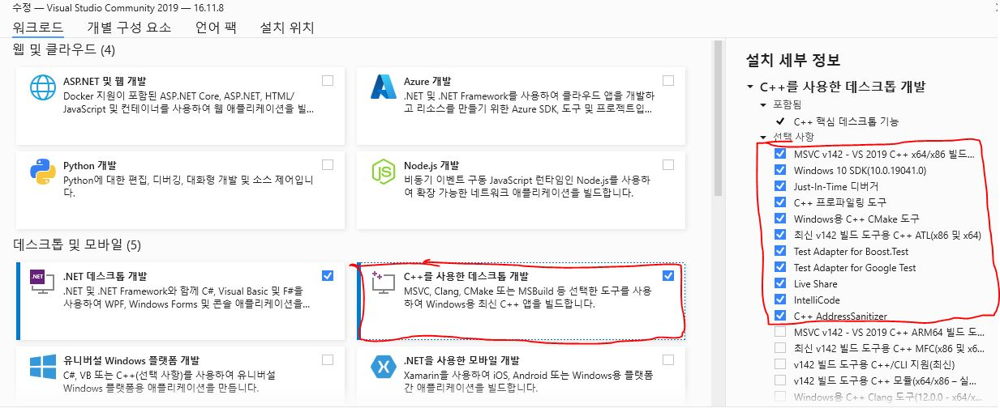 수정 — Visual Studio Community 2019 — 16.11.8
워크로드 개별 구성 요소 언어 팩 설치 위치
웹 및 클라우드 (4)
ASP.NET 및 웹 개발
Docker 지원이 포함된 ASP.NET Core, ASP.NET, HTML/
JavaScript 및 컨테이너를 사용하여 웹 애플리케이션을 빌...
Azure 개발
.NET 및 .NET Framework를 사용하여 클라우드 앱을 개발하
고 리소스를 만들기 위한 Azure SDK, 도구 및 프로젝트입...
Python 개발
Python에 대한 편집, 디버깅, 대화형 개발 및 소스 제어입니
다.
Node.js 개발
비동기 이벤트 구동 JavaScript 런타임인 Node.js를 사용하
여 확장 가능한 네트워크 애플리케이션을 빌드합니다.
데스크톱 및 모바일 (5)
.NET
.NET 데스크톱 개발
.NET 및 .NET Framework와 함께 C#, Visual Basic 및 F#을
사용하여 WPF, Windows Forms 및 콘솔 애플리케이션을...
C++를 사용한 데스크톱 개발
MSVC, Clang, CMake 또는 MSBuild 등 선택한 도구를 사용
하여 Windows용 최신 C++ 앱을 빌드합니다.
유니버설 Windows 플랫폼 개발
C#, VB 또는 C++(선택 사항)를 사용하여 유니버설
Windows 플랫폼용 애플리케이션을 만듭니다.
.NET을 사용한 모바일 개발
Xamarin을 사용하여 iOS, Android 또는 Windows용 플랫폼
간 애플리케이션을 빌드합니다.
설치 세부 정보
C++를 사용한 데스크톱 개발
포함됨
C++ 핵심 데스크톱 기능
선택 사항
MSVC v142 - VS 2019 C++ x64/x86 빌드...
Windows 10 SDK(10.0.19041.0)
Just-In-Time 디버거
C++ 프로파일링 도구
Windows용 C++ CMake 도구
최신 v142 빌드 도구용 C++ ATL(x86 및 x64)
Test Adapter for Boost.Test
Test Adapter for Google Test
Live Share
IntelliCode
C++ AddressSanitizer
MSVC v142 - VS 2019 C++ ARM64 빌드 도...
최신 v142 빌드 도구용 C++ MFC(x86 및 x6...
v142 빌드 도구용 C++/CLI 지원(최신)
v142 빌드 도구용 C++ 모듈(x64/x86 – 실...
Windows용 C++ Clang 도구(12.0.0 - x64/x...